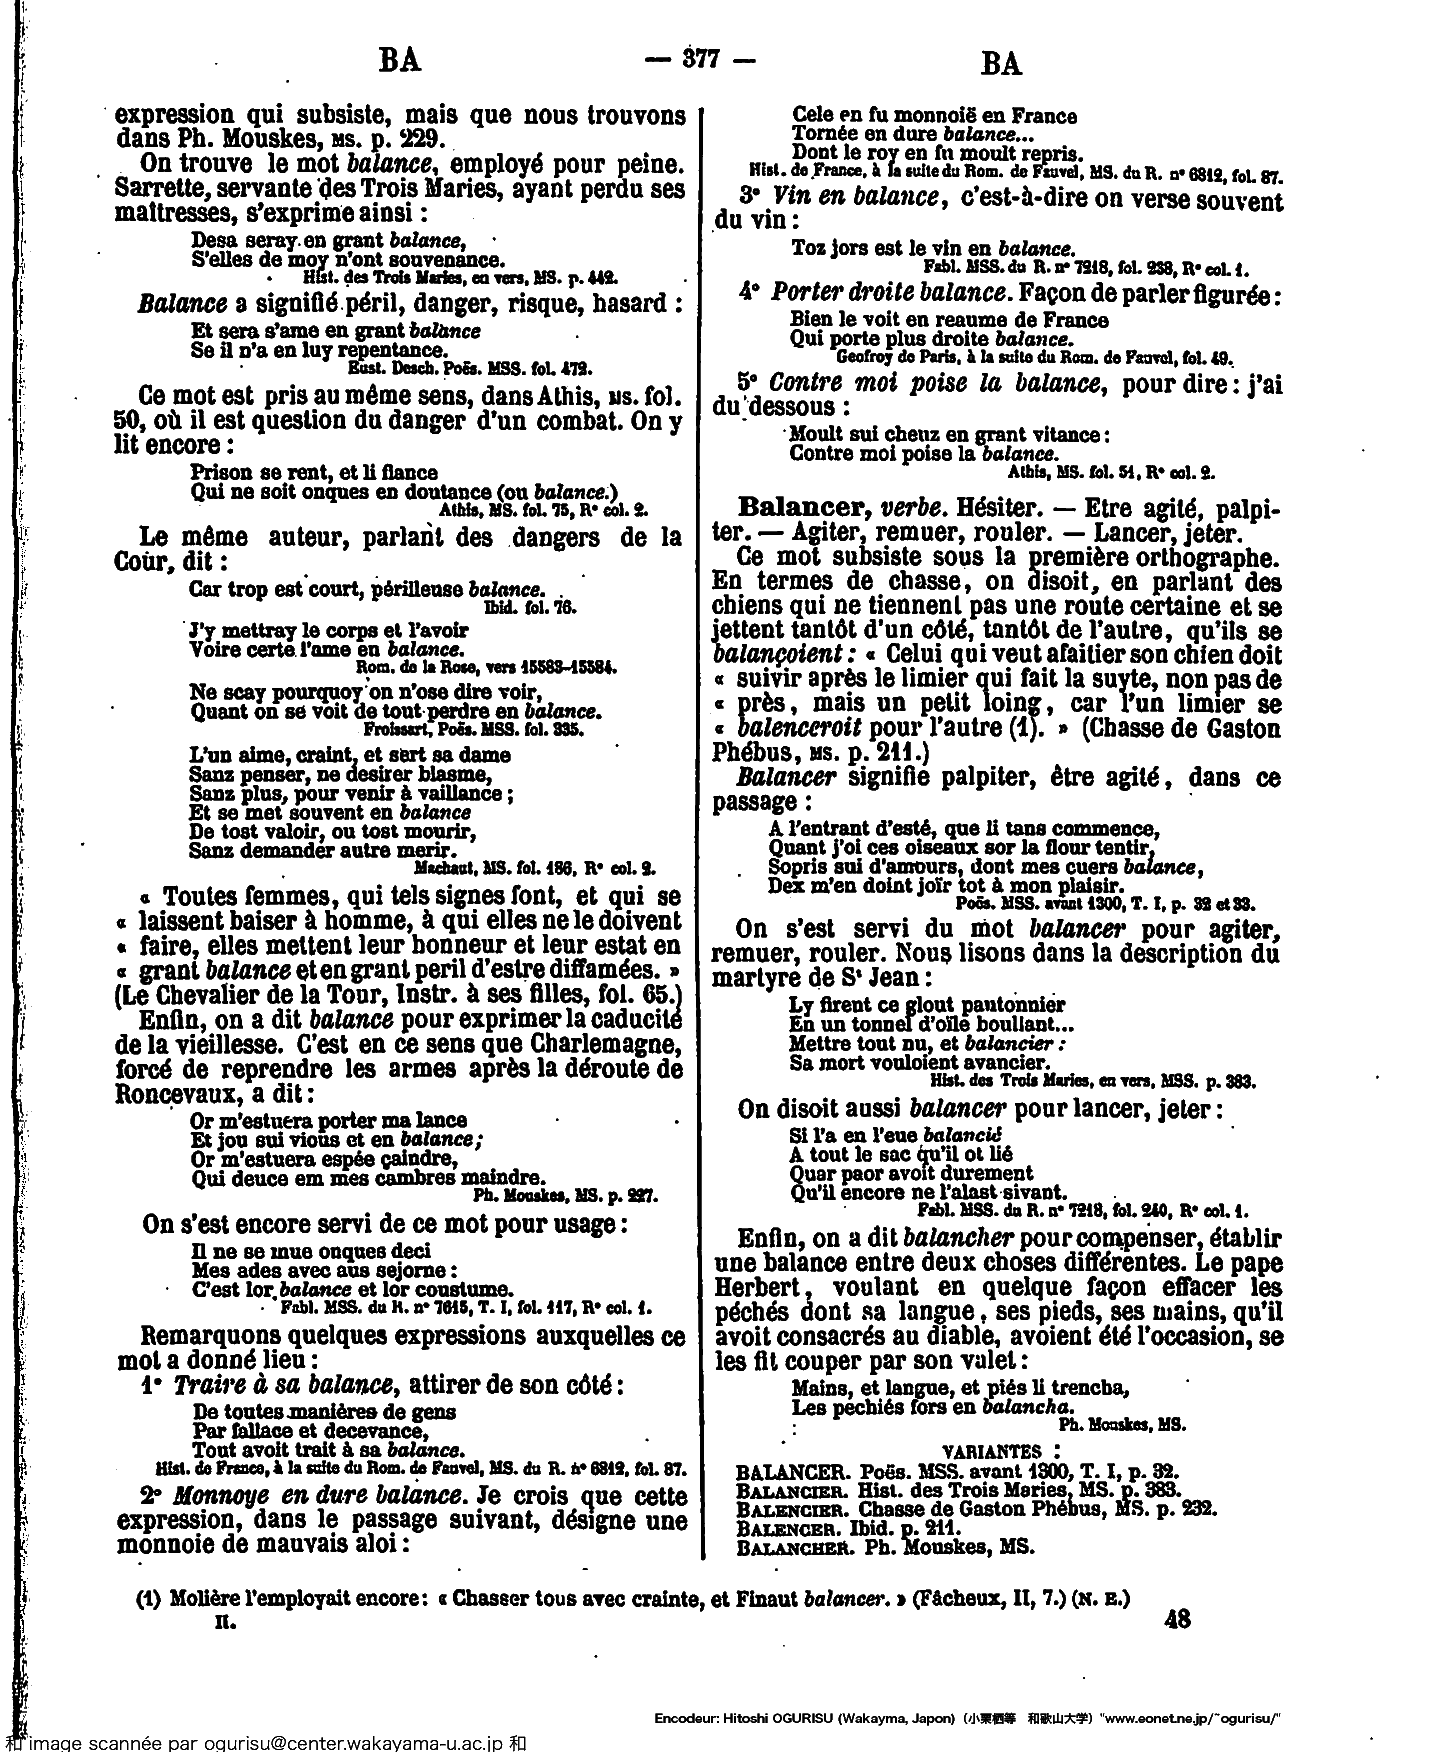 BA
— 377 —
BA
expression qui subsiste, mais que nous trouvons
dans Ph. Mouskes, MS. p. 229.
On trouve le mot balance, employé pour peine.
Sarrette, servante des Trois Maries, ayant perdu ses
maîtresses, s'exprime ainsi :
Desa seray en grant balance,
S'elles de moy n'ont souvenance.
Hist. des Trois Maries, en vers, MS. p. 442.
Balance a signifié péril, danger, risque, hasard :
Et sera s'ame en grant balance
Se il n'a en luy repentance.
Eust. Desch. Poës. MSS. fol. 472.
Ce mot est pris au même sens, dans Athis, MS. fol.
50, où il est question du danger d'un combat. On y
lit encore :
Prison se rent, et li fiance
Qui ne soit onques en doutance (ou balance.)
Athis, MS. fol. 75, R° col. 2.
Le même auteur, parlant des dangers de la
Cour, dit :
Car trop est court, périlleuse balance.
Ibid. fol. 76.
J'y mettray le corps et l'avoir
Voire certe l'ame en balance.
Rom. de la Rose, vers 15583-15584.
Ne scay pourquoy on n'ose dire voir,
Quant on se voit de tout perdre en balance.
Froissart, Poës. MSS. fol. 335.
L'un aime, craint, et sert sa dame
Sanz penser, ne desirer blasme,
Sanz plus, pour venir à vaillance ;
Et se met souvent en balance
De tost valoir, ou tost mourir,
Sanz demander autre merir.
Machaut, MS. fol. 186, R° col. 2.
« Toutes femmes, qui tels signes font, et qui se
« laissent baiser à homme, à qui elles ne le doivent
« faire, elles mettent leur honneur et leur estat en
« grant balance et en grant peril d'estre diffamées. »
(Le Chevalier de la Tour, Instr. à ses filles, fol. 65.)
Enfin, on a dit balance pour exprimer la caducité
de la vieillesse. C'est en ce sens que Charlemagne,
forcé de reprendre les armes après la déroute de
Roncevaux, a dit :
Or m'estuera porter ma lance
Et jou sui vious et en balance ;
Or m'estuera espée çaindre,
Qui deuce em mes cambres maindre.
Ph. Mouskes, MS. p. 227.
On s'est encore servi de ce mot pour usage :
Il ne se mue onques deci
Mes ades avec aus sejorne :
C'est lor balance et lor coustume.
Fabl. MSS. du R. n° 7615, T. I, fol. 117, R° col. 1.
Remarquons quelques expressions auxquelles ce
mot a donné lieu :
1° Traire à sa balance, attirer de son côté :
De toutes manières de gens
Par fallace et decevance,
Tout avoit trait à sa balance.
Hist. de France, à la suite du Rom. de Fauvel, MS. du R. n° 6812, fol. 87.
2° Monnoye en dure balance. Je crois que cette
expression, dans le passage suivant, désigne une
monnoie de mauvais aloi :
Cele en fu monnoië en France
Tornée en dure balance...
Dont le roy en fu moult repris.
Hist. de France, à la suite du Rom. de Fauvel, MS. du R. n° 6812, fol. 87.
3° Vin en balance, c'est-à-dire on verse souvent
du vin :
Toz jors est le vin en balance.
Fabl. MSS. du R. n° 7218, fol. 238, R° col. 1.
4° Porter droite balance. Façon de parler figurée :
Bien le voit en reaume de France
Qui porte plus droite balance.
Geofroy de Paris, à la suite du Rom. de Fauvel, fol. 49.
5° Contre moi poise la balance, pour dire : j'ai
du dessous :
Moult sui cheuz en grant vitance :
Contre moi poise la balance.
Athis, MS. fol. 51, R° col. 2.
Balancer, verbe. Hésiter. — Etre agité, palpi-
ter. — Agiter, remuer, rouler. — Lancer, jeter.
Ce mot subsiste sous la première orthographe.
En termes de chasse, on disoit, en parlant des
chiens qui ne tiennent pas une route certaine et se
jettent tantôt d'un côté, tantôt de l'autre, qu'ils se
balançoient : « Celui qui veut afaitier son chien doit
« suivir après le limier qui fait la suyte, non pas de
« près, mais un petit loing, car l'un limier se
« balenceroit pour l'autre (1). » (Chasse de Gaston
Phébus, MS. p. 211.)
Balancer signifie palpiter, être agité, dans ce
passage :
A l'entrant d'esté, que li tans commence,
Quant j'oi ces oiseaux sor la flour tentir,
Sopris sui d'amours, dont mes cuers balance,
Dex m'en doint joïr tot à mon plaisir.
Poës. MSS. avant 1300, T. I, p. 32 et 33.
On s'est servi du mot balancer pour agiter,
remuer, rouler. Nous lisons dans la description du
martyre de St Jean :
Ly firent ce glout pautonnier
En un tonnel d'oïle boullant...
Mettre tout nu, et balancier :
Sa mort vouloient avancier.
Hist. des Trois Maries, en vers, MSS. p. 383.
On disoit aussi balancer pour lancer, jeter :
Si l'a en l'eue balancié
A tout le sac qu'il ot lié
Quar paor avoit durement
Qu'il encore ne l'alast sivant.
Fabl. MSS. du R. n° 7218, fol. 240, R° col. 1.
Enfin, on a dit balancher pour compenser, établir
une balance entre deux choses différentes. Le pape
Herbert, voulant en quelque façon effacer les
péchés dont sa langue, ses pieds, ses mains, qu'il
avoit consacrés au diable, avoient été l'occasion, se
les fit couper par son valet :
Mains, et langue, et piés li trencha,
Les pechiés fors en balancha.
Ph. Mouskes, MS.
VARIANTES :
BALANCER. Poës. MSS. avant 1300, T. I, p. 32.
BALANCIER. Hist. des Trois Maries, MS. p. 383.
BALENCIER. Chasse de Gaston Phébus, MS. p. 232.
BALENCER. Ibid. p. 211.
BALANCHER. Ph. Mouskes, MS.
(1) Molière l'employait encore : « Chasser tous avec crainte, et Finaut balancer. » (Fâcheux, II, 7.) (N. E.)
II.
48
Encodeur: Hitoshi OGURISU (Wakayma, Japon) (小栗栖等 和歌山大学) "www.eonet.ne.jp/~ogurisu/"
和 image scannée par ogurisu@center.wakayama-u.ac.jp 和